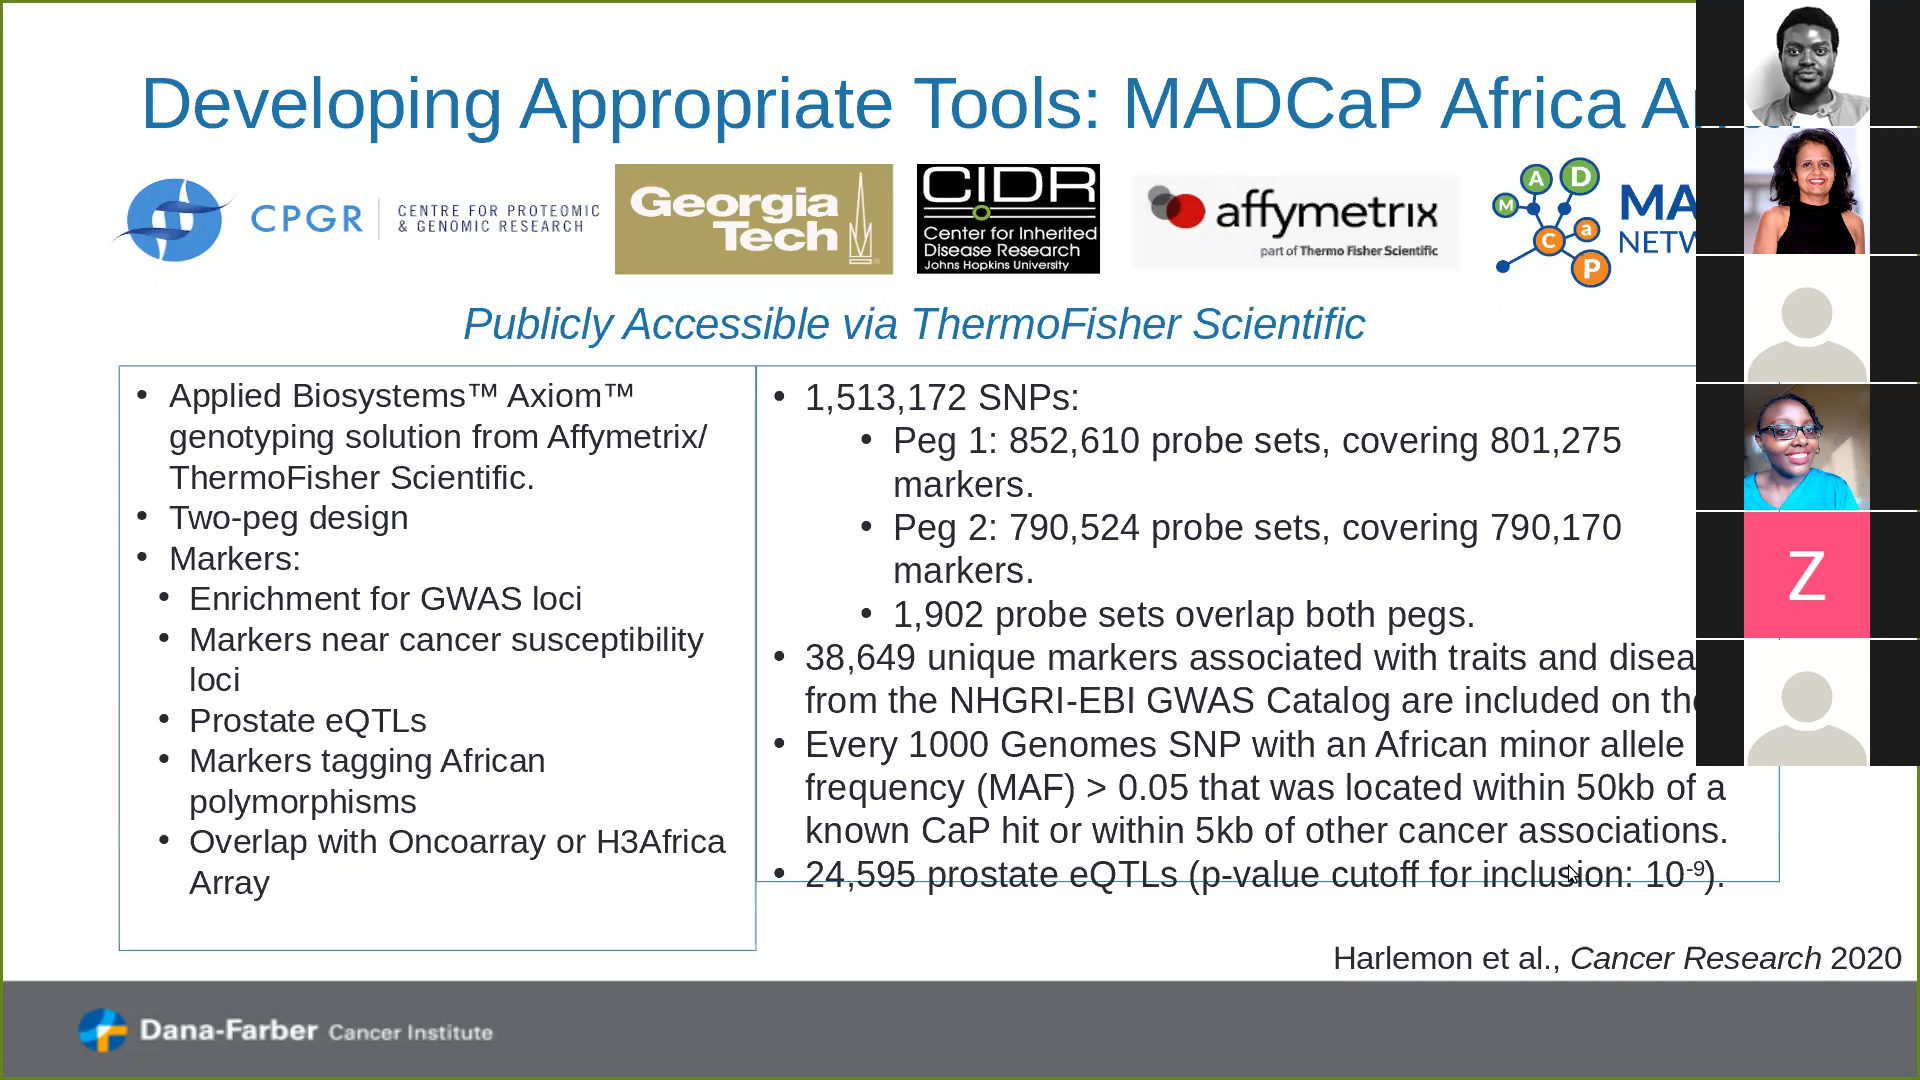 Developing Appropriate Tools: MADCaP Africa
CPGR
CENTRE FOR PROTEOMIC
& GENOMIC RESEARCH
Georgia
Tech
CIDR
Center for Inherited
Disease Research
Johns Hopkins University
affymetrix
part of Thermo Fisher Scientific
M A D C a P
MA
NETW
Publicly Accessible via ThermoFisher Scientific
• Applied Biosystems™ Axiom™
genotyping solution from Affymetrix/
ThermoFisher Scientific.
• Two-peg design
• Markers:
• Enrichment for GWAS loci
• Markers near cancer susceptibility
loci
• Prostate eQTLs
• Markers tagging African
polymorphisms
• Overlap with Oncoarray or H3Africa
Array
• 1,513,172 SNPs:
• Peg 1: 852,610 probe sets, covering 801,275
markers.
• Peg 2: 790,524 probe sets, covering 790,170
markers.
• 1,902 probe sets overlap both pegs.
• 38,649 unique markers associated with traits and disea
from the NHGRI-EBI GWAS Catalog are included on the
• Every 1000 Genomes SNP with an African minor allele
frequency (MAF) > 0.05 that was located within 50kb of a
known CaP hit or within 5kb of other cancer associations.
• 24,595 prostate eQTLs (p-value cutoff for inclusion: 10-9).
Harlemon et al., Cancer Research 2020
Dana-Farber Cancer Institute
Z